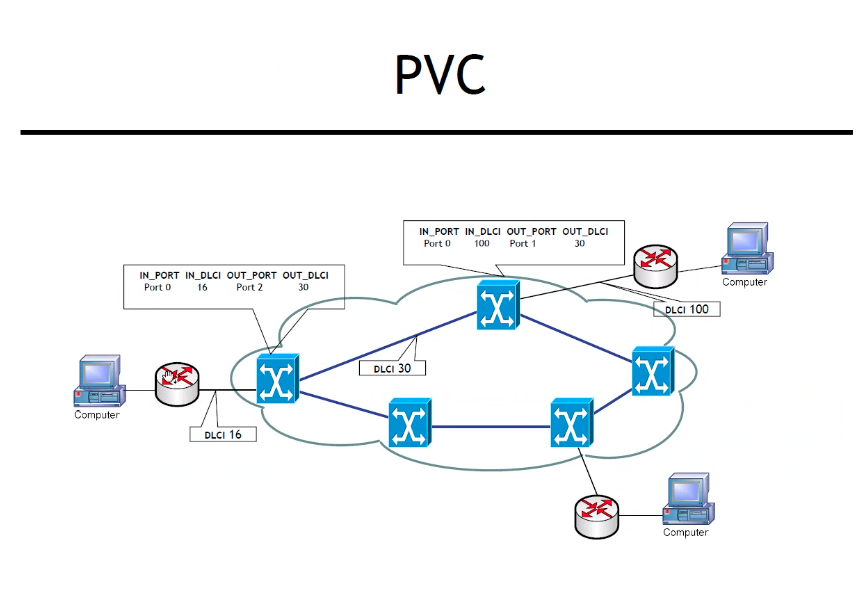 PVC
IN_PORT IN_DLCI OUT_PORT OUT_DLCI
Port 0 100 Port 1 30
IN_PORT IN_DLCI OUT_PORT OUT_DLCI
Port 0 16 Port 2 30
Computer
DLCI 100
DLCI 30
Computer
DLCI 16
Computer